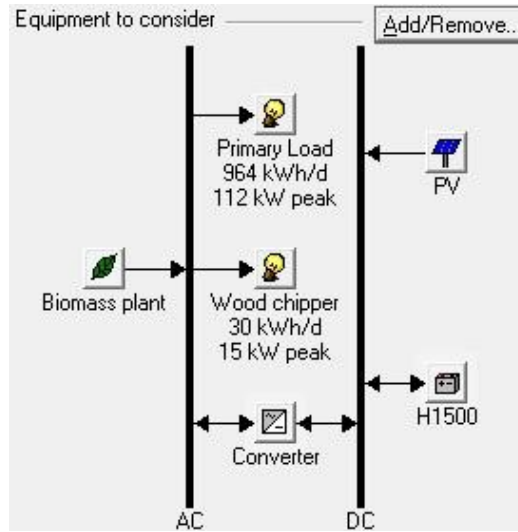 Equipment to consider
Add/Remove..
Primary Load
964 kWh/d
112 kW peak
PV
Biomass plant
Wood chipper
30 kWh/d
15 kW peak
H1500
Converter
AC
DC